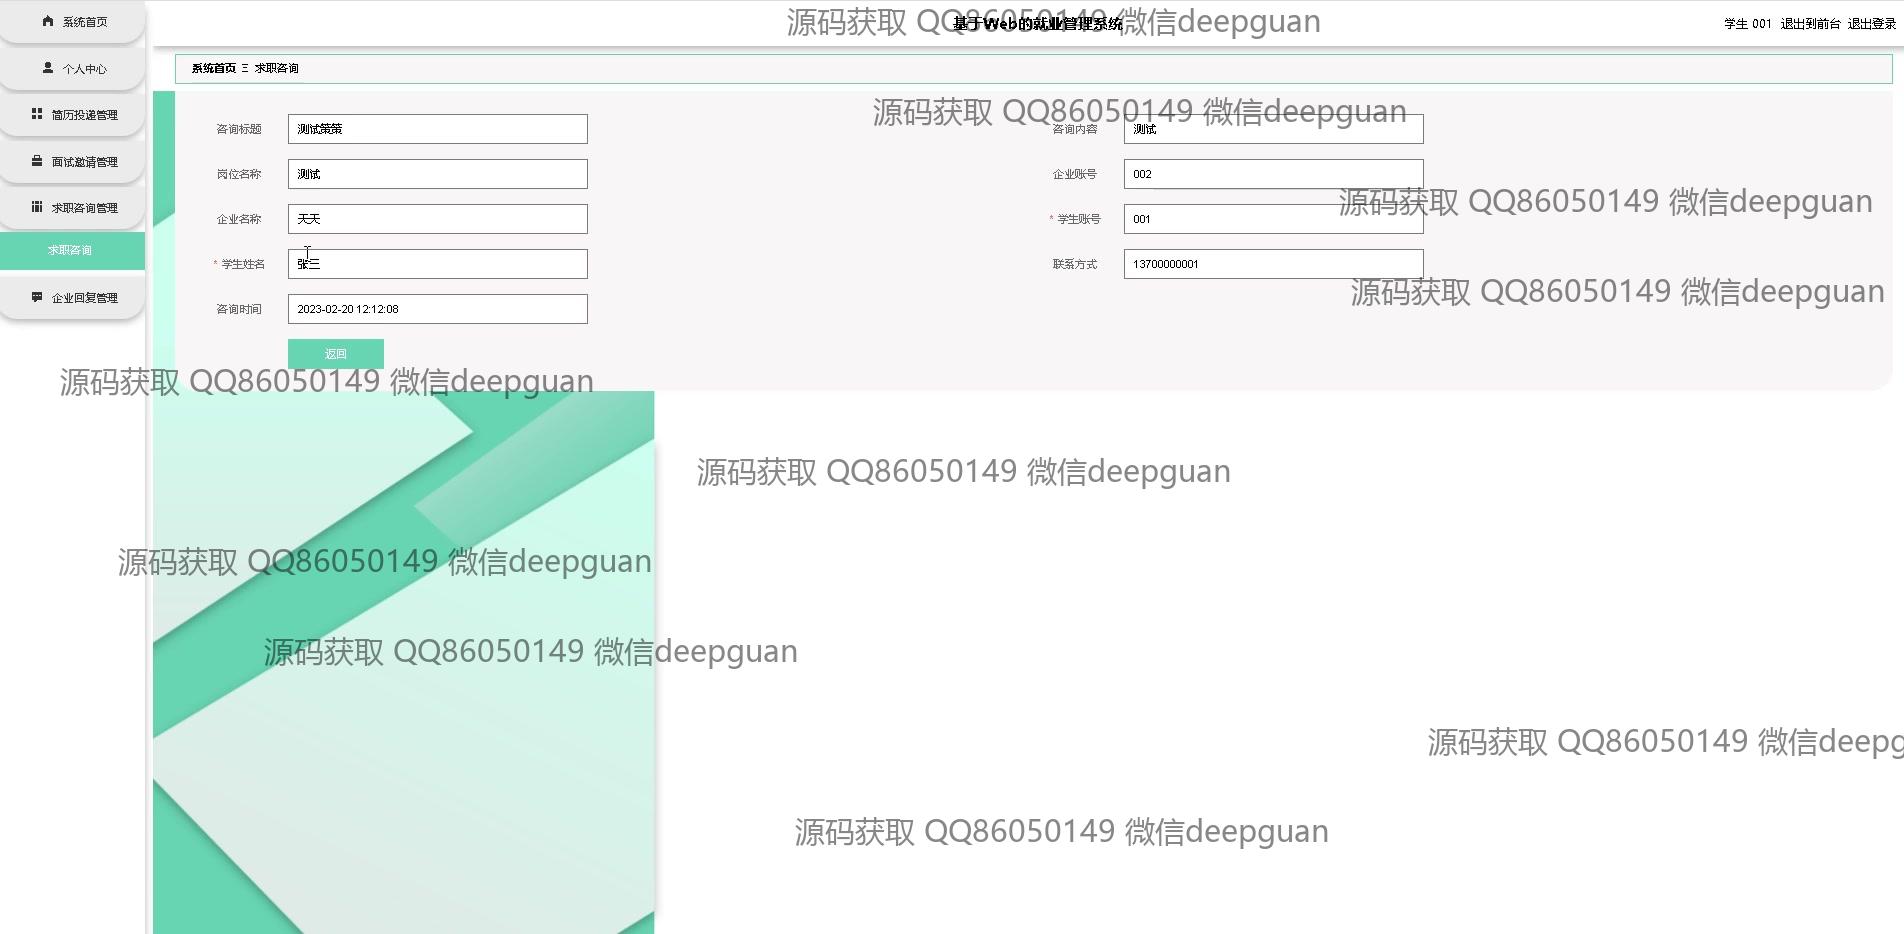 系统首页
个人中心
简历投递管理
面试邀请管理
求职咨询管理
求职咨询
企业回复管理
基于Web的就业管理系统
学生 001 退出到前台 退出登录
系统首页 Ξ 求职咨询
咨询标题 测试策策
咨询内容 测试
岗位名称 测试
企业账号 002
企业名称 天天
* 学生账号 001
* 学生姓名 张三
联系方式 13700000001
咨询时间 2023-02-20 12:12:08
返回
源码获取 QQ86050149 微信deepguan
源码获取 QQ86050149 微信deepguan
源码获取 QQ86050149 微信deepguan
源码获取 QQ86050149 微信deepguan
源码获取 QQ86050149 微信deepguan
源码获取 QQ86050149 微信deepguan
源码获取 QQ86050149 微信deepguan
源码获取 QQ86050149 微信deepguan
源码获取 QQ86050149 微信deepg
源码获取 QQ86050149 微信deepguan